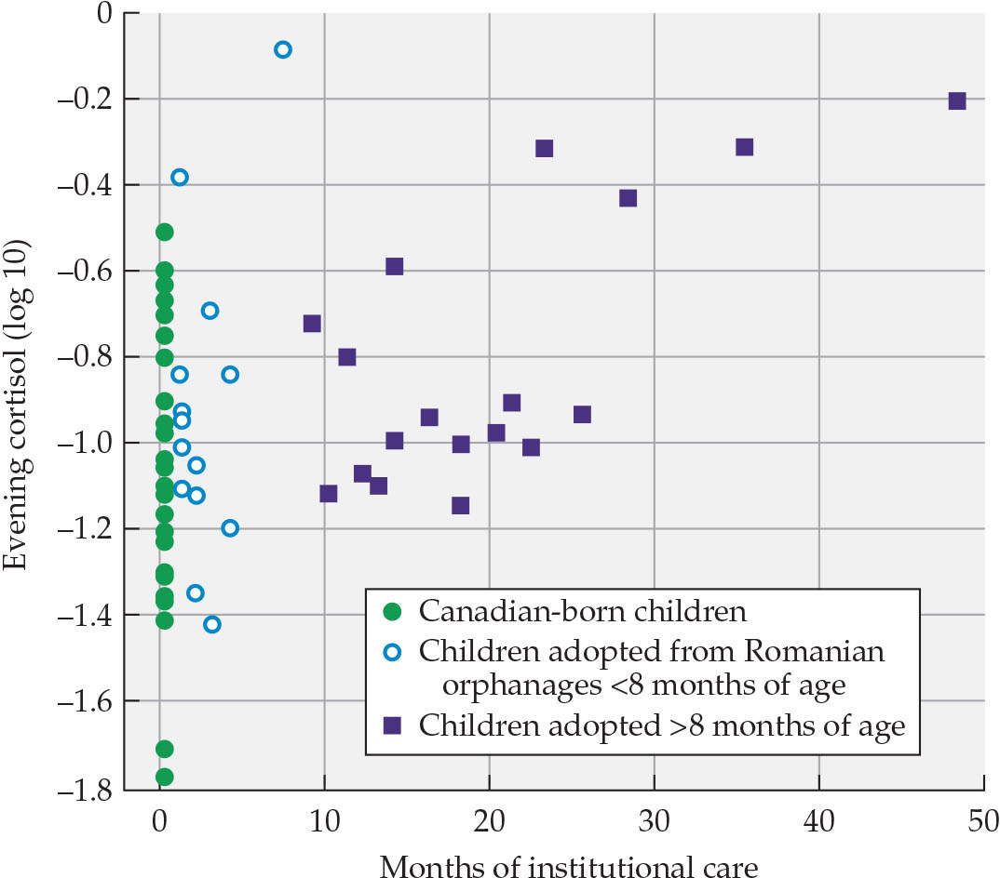 0
–0.2
–0.4
–0.6
–0.8
–1.0
–1.2
–1.4
–1.6
–1.8
Evening cortisol (log 10)
Canadian-born children
Children adopted from Romanian
orphanages <8 months of age
Children adopted >8 months of age
0 10 20 30 40 50
Months of institutional care